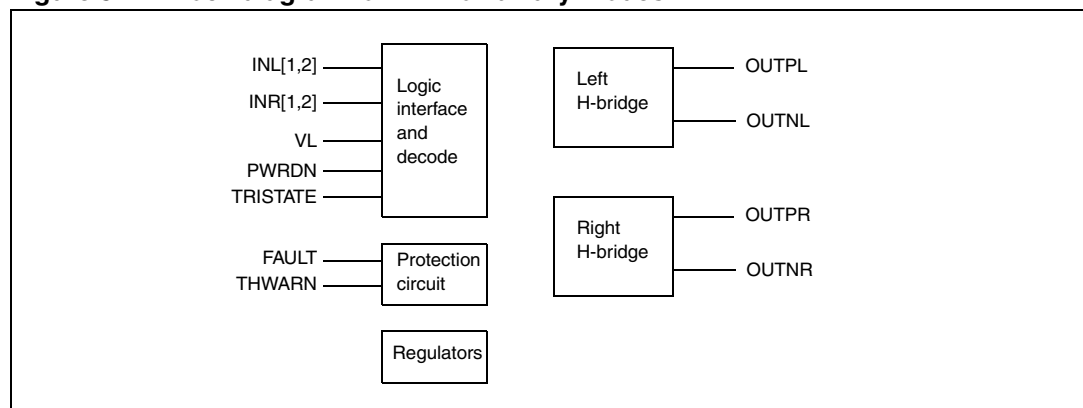 INL[1,2]
INR[1,2]
VL
PWRDN
TRISTATE
Logic
interface
and
decode
FAULT
THWARN
Protection
circuit
Regulators
Left
H-bridge
OUTPL
OUTNL
Right
H-bridge
OUTPR
OUTNR